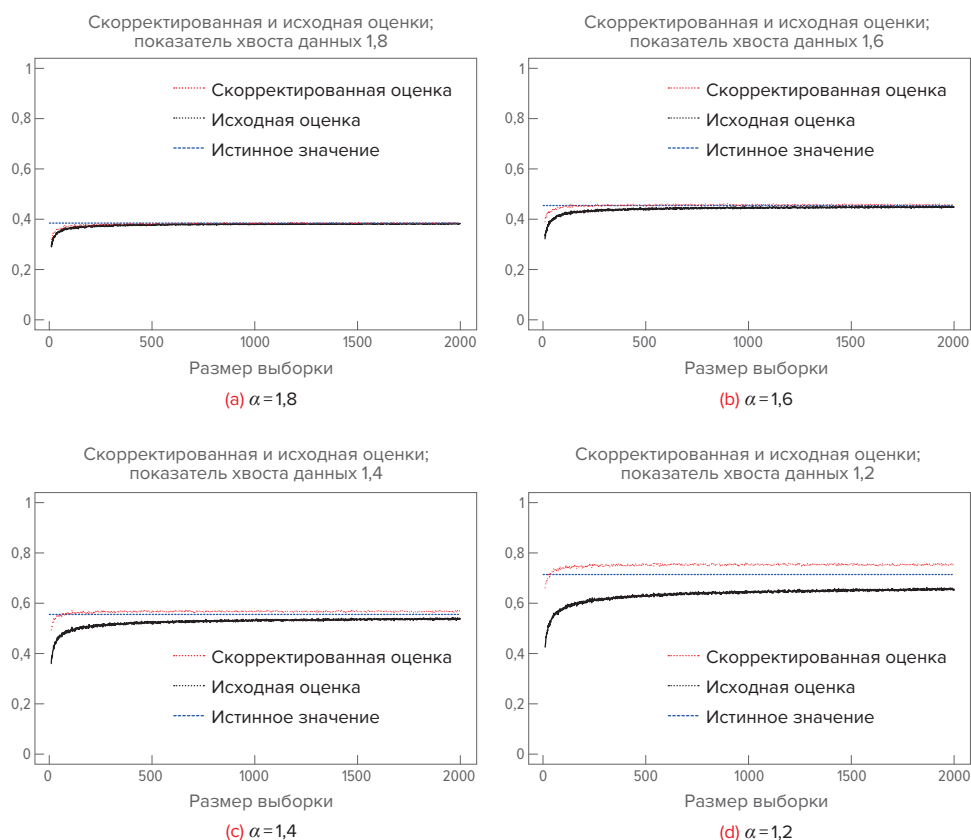 Скорректированная и исходная оценки;
показатель хвоста данных 1,8
1
0,8
0,6
0,4
0,2
0
Скорректированная оценка
Исходная оценка
Истинное значение
0 500 1000 1500 2000
Размер выборки
(a) α=1,8
Скорректированная и исходная оценки;
показатель хвоста данных 1,6
1
0,8
0,6
0,4
0,2
0
Скорректированная оценка
Исходная оценка
Истинное значение
0 500 1000 1500 2000
Размер выборки
(b) α=1,6
Скорректированная и исходная оценки;
показатель хвоста данных 1,4
1
0,8
0,6
0,4
0,2
0
Скорректированная оценка
Исходная оценка
Истинное значение
0 500 1000 1500 2000
Размер выборки
(c) α=1,4
Скорректированная и исходная оценки;
показатель хвоста данных 1,2
1
0,8
0,6
0,4
0,2
0
Скорректированная оценка
Исходная оценка
Истинное значение
0 500 1000 1500 2000
Размер выборки
(d) α=1,2